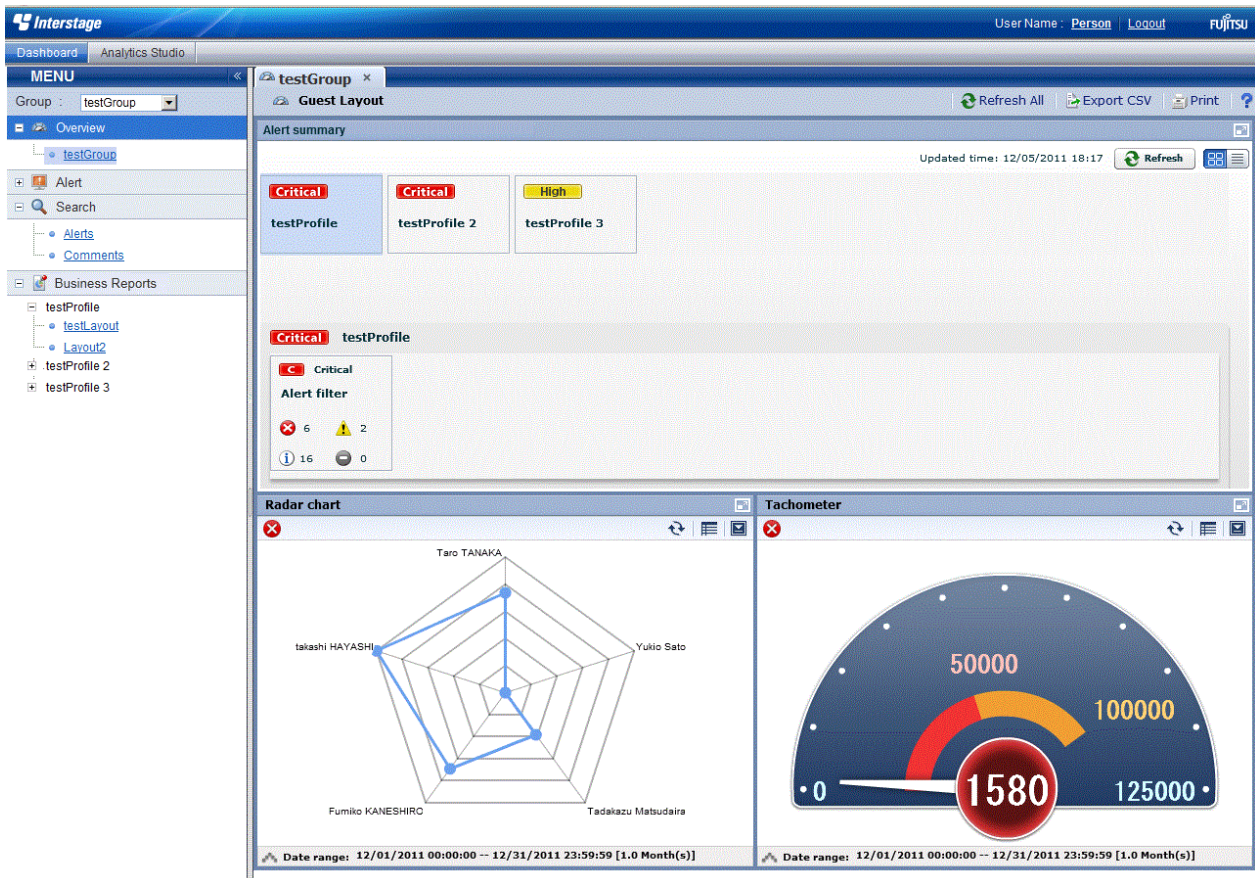 Interstage
User Name : Person Logout FUJITSU
Dashboard Analytics Studio
MENU
Group : testGroup
Overview
testGroup
Alert
Search
Alerts
Comments
Business Reports
testProfile
testLayout
Layout2
testProfile 2
testProfile 3
testGroup ×
Guest Layout
Refresh All Export CSV Print ?
Alert summary
Updated time: 12/05/2011 18:17 Refresh
Critical Critical High
testProfile testProfile 2 testProfile 3
Critical testProfile
C Critical
Alert filter
6 2
16 0
Radar chart
Taro TANAKA
takashi HAYASHI
Yukio Sato
Fumiko KANESHIRO
Tadakazu Matsudaira
Date range: 12/01/2011 00:00:00 -- 12/31/2011 23:59:59 [1.0 Month(s)]
Tachometer
50000
100000
0 1580 125000
Date range: 12/01/2011 00:00:00 -- 12/31/2011 23:59:59 [1.0 Month(s)]